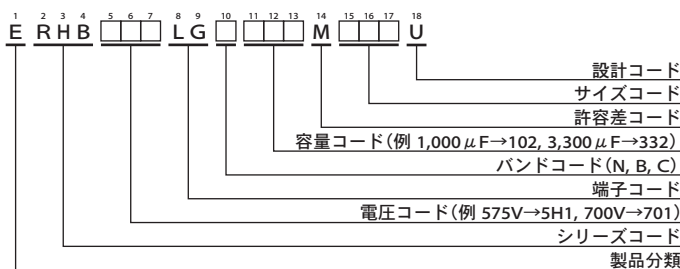 1 2 3 4 5 6 7 8 9 10 11 12 13 14 15 16 17 18
E RHB □□□ LG □ □□□ M □□□ U
設計コード
サイズコード
許容差コード
容量コード(例 1,000μF→102, 3,300μF→332)
バンドコード(N, B, C)
端子コード
電圧コード(例 575V→5H1, 700V→701)
シリーズコード
製品分類